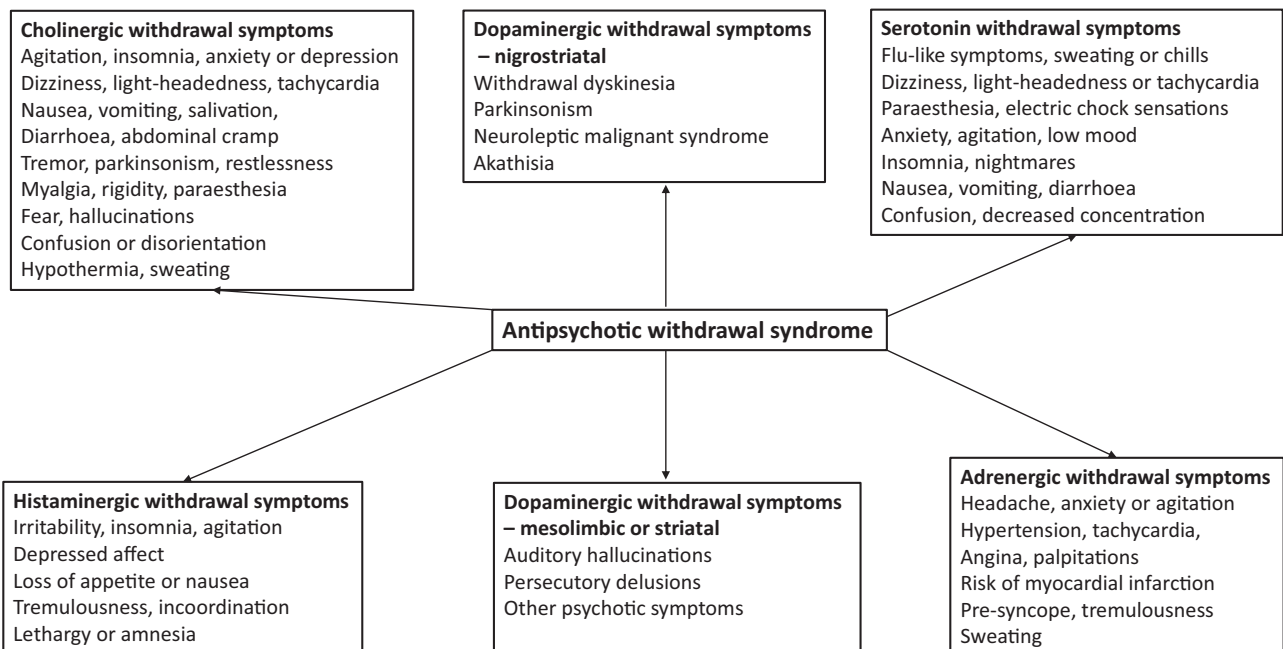 Cholinergic withdrawal symptoms
Agitation, insomnia, anxiety or depression
Dizziness, light-headedness, tachycardia
Nausea, vomiting, salivation,
Diarrhoea, abdominal cramp
Tremor, parkinsonism, restlessness
Myalgia, rigidity, paraesthesia
Fear, hallucinations
Confusion or disorientation
Hypothermia, sweating
Dopaminergic withdrawal symptoms
– nigrostriatal
Withdrawal dyskinesia
Parkinsonism
Neuroleptic malignant syndrome
Akathisia
Serotonin withdrawal symptoms
Flu-like symptoms, sweating or chills
Dizziness, light-headedness or tachycardia
Paraesthesia, electric chock sensations
Anxiety, agitation, low mood
Insomnia, nightmares
Nausea, vomiting, diarrhoea
Confusion, decreased concentration
Antipsychotic withdrawal syndrome
Histaminergic withdrawal symptoms
Irritability, insomnia, agitation
Depressed affect
Loss of appetite or nausea
Tremulousness, incoordination
Lethargy or amnesia
Dopaminergic withdrawal symptoms
– mesolimbic or striatal
Auditory hallucinations
Persecutory delusions
Other psychotic symptoms
Adrenergic withdrawal symptoms
Headache, anxiety or agitation
Hypertension, tachycardia,
Angina, palpitations
Risk of myocardial infarction
Pre-syncope, tremulousness
Sweating